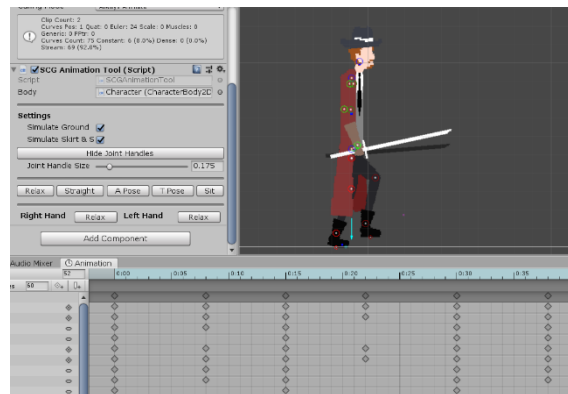 Clip Count: 2
Curves Pos: 1 Quat: 0 Euler: 24 Scale: 0 Muscles: 0
Generic: 0 PPtr: 0
Curves Count: 75 Constant: 6 (8.0%) Dense: 0 (0.0%)
Stream: 69 (92.0%)
SCG Animation Tool (Script)
Script SCGAnimationTool
Body Character (CharacterBody2D
Settings
Simulate Ground
Simulate Skirt & S
Hide Joint Handles
Joint Handle Size 0.175
Relax Straight A Pose T Pose Sit
Right Hand Relax Left Hand Relax
Add Component
Audio Mixer Animation
52 0:00 0:05 0:10 0:15 0:20 0:25 0:30 0:35
60